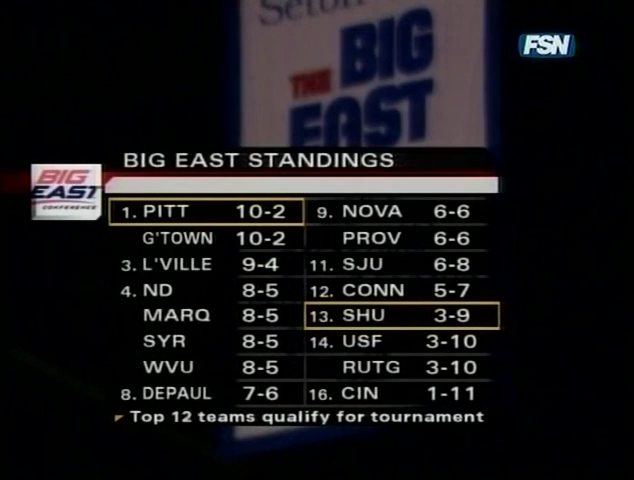 Seton
THE BIG EAST
FSN
BIG EAST CONFERENCE
BIG EAST STANDINGS
1. PITT 10-2
G'TOWN 10-2
3. L'VILLE 9-4
4. ND 8-5
MARQ 8-5
SYR 8-5
WVU 8-5
8. DEPAUL 7-6
9. NOVA 6-6
PROV 6-6
11. SJU 6-8
12. CONN 5-7
13. SHU 3-9
14. USF 3-10
RUTG 3-10
16. CIN 1-11
Top 12 teams qualify for tournament